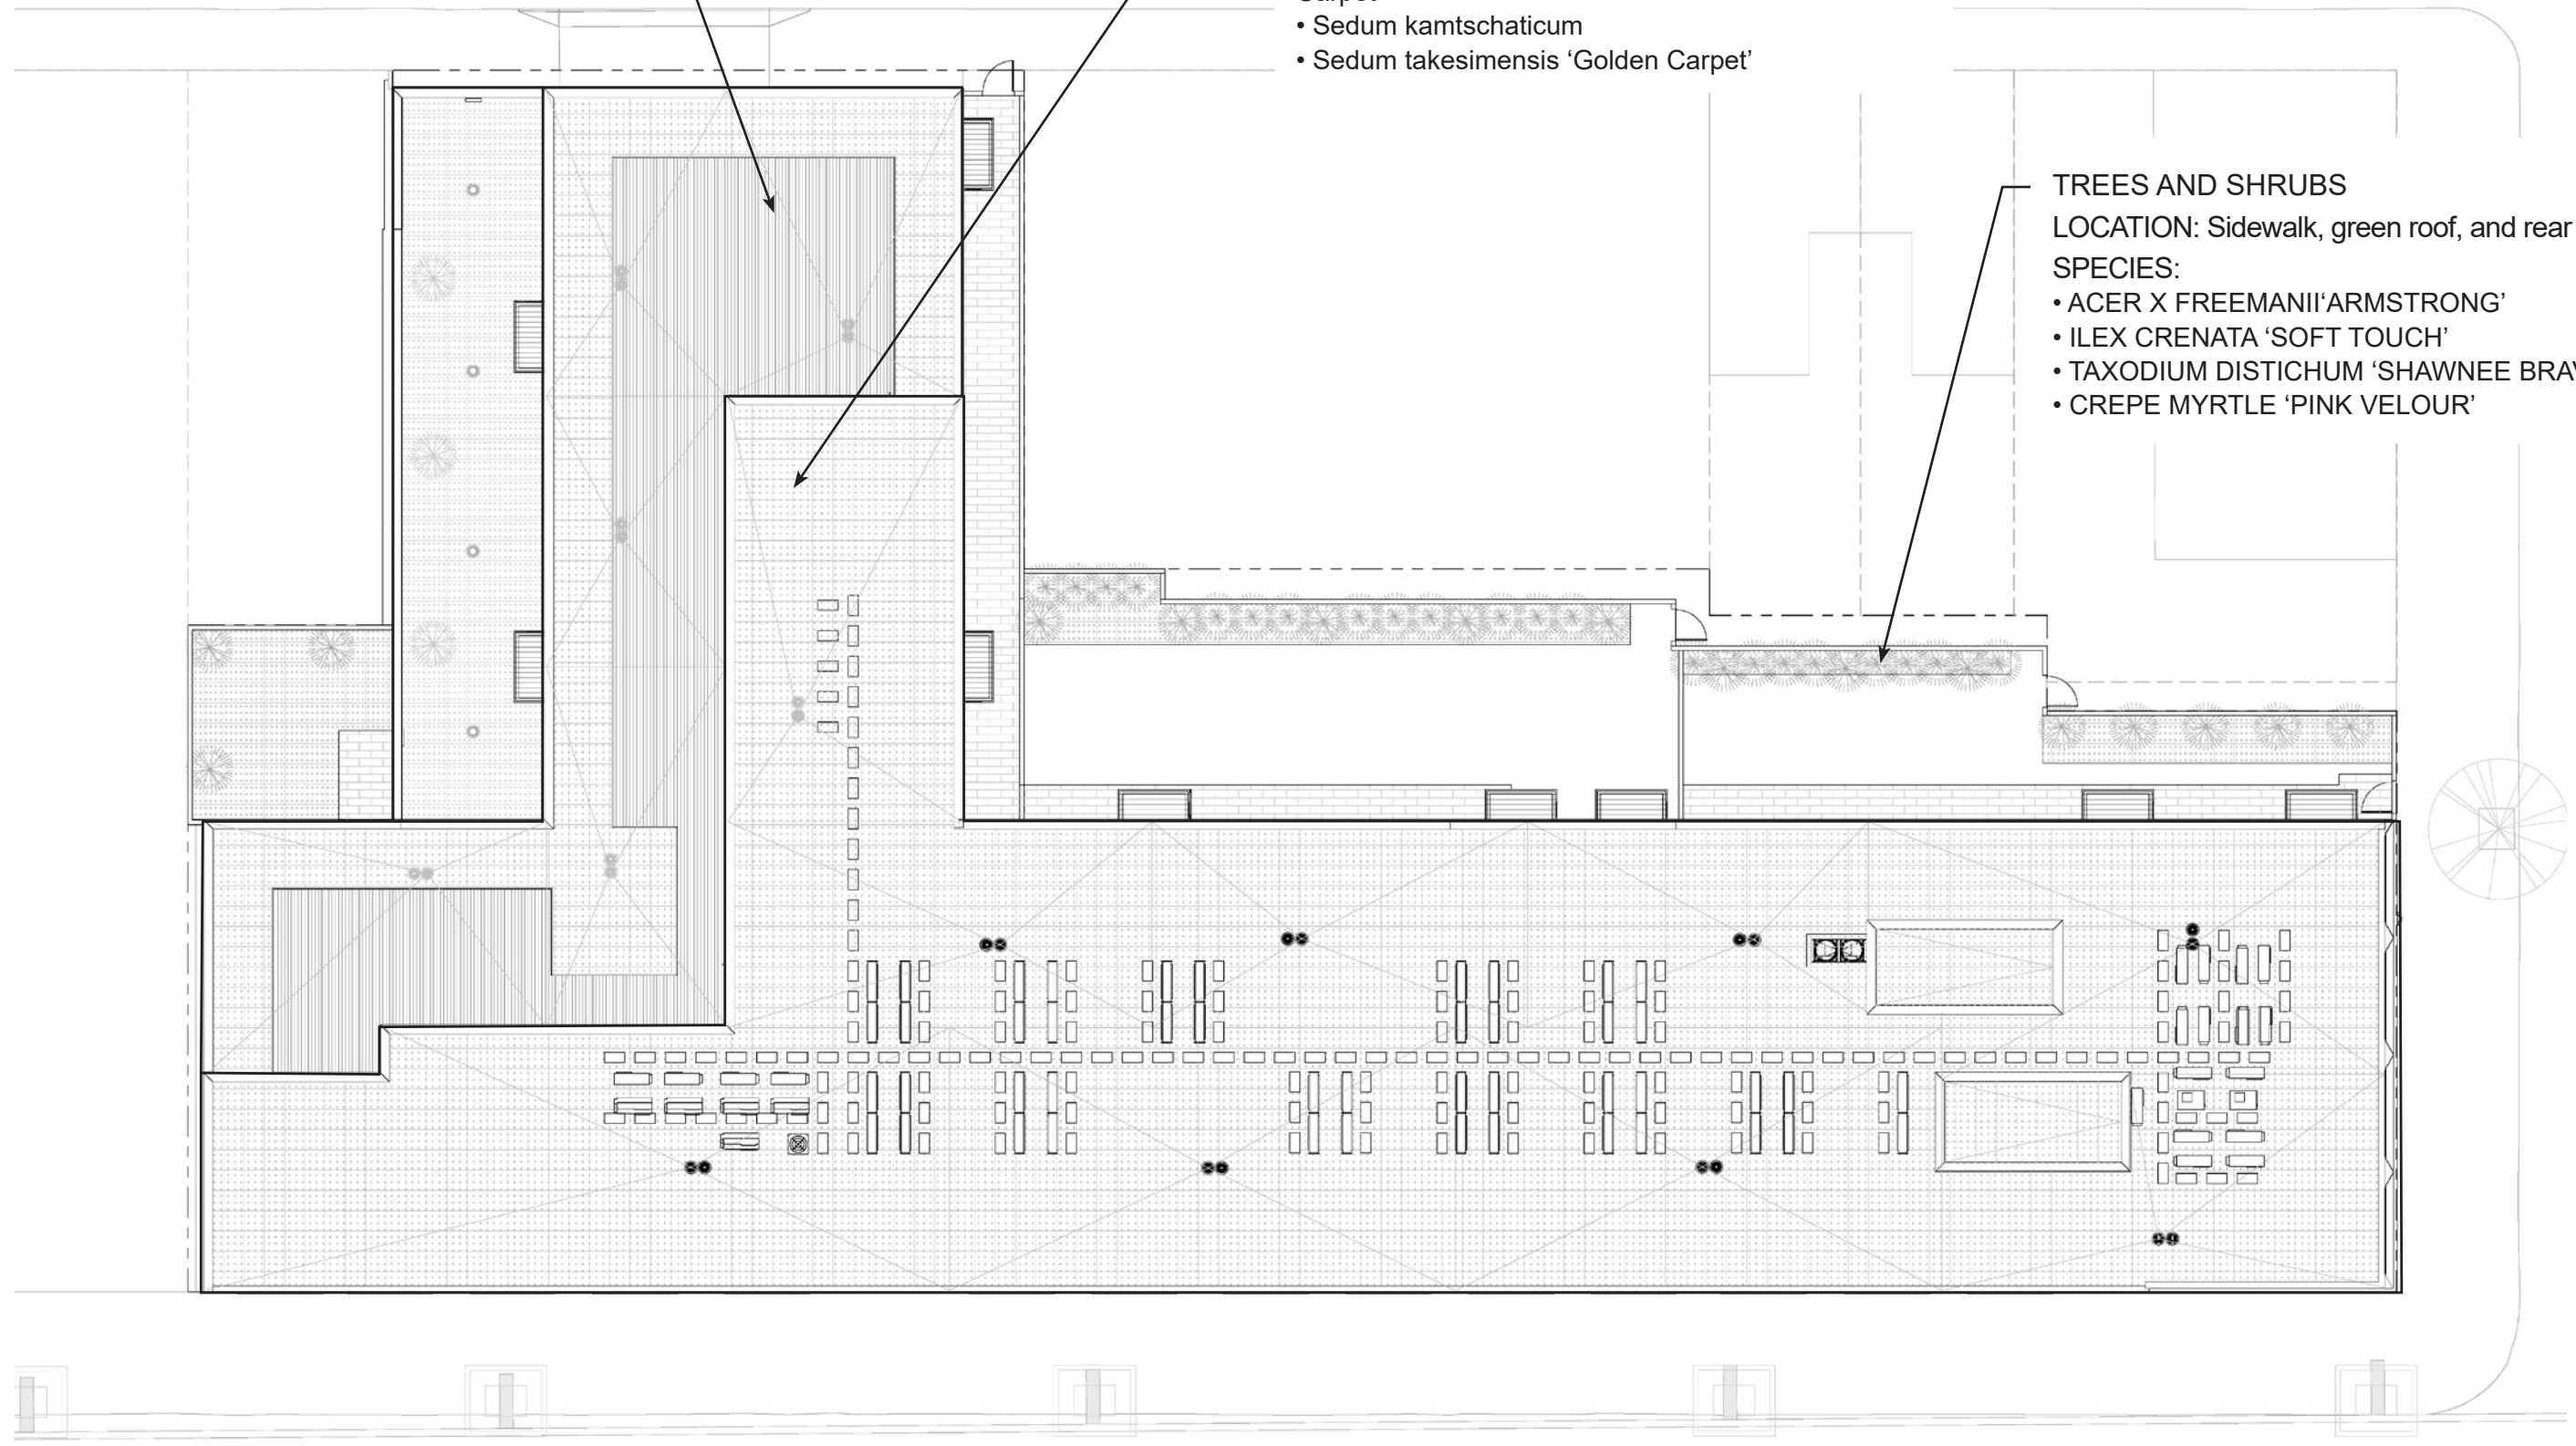 Carpet’
• Sedum kamtschaticum
• Sedum takesimensis ‘Golden Carpet’
TREES AND SHRUBS
LOCATION: Sidewalk, green roof, and rear
SPECIES:
• ACER X FREEMANII‘ARMSTRONG’
• ILEX CRENATA ‘SOFT TOUCH’
• TAXODIUM DISTICHUM ‘SHAWNEE
• CREPE MYRTLE ‘PINK VELOUR’